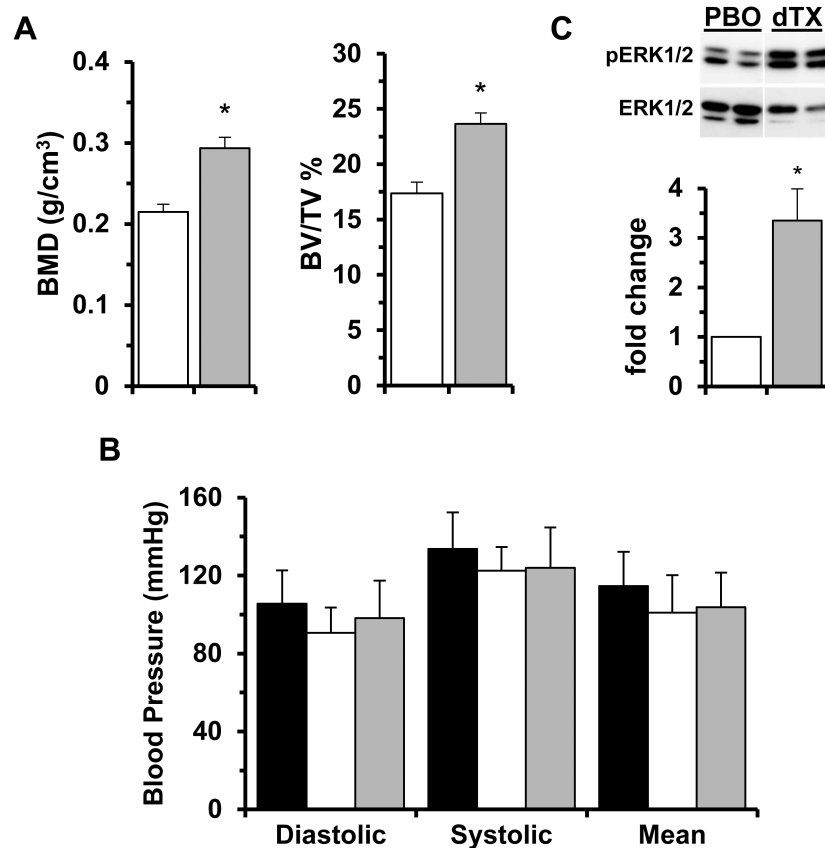 A
BMD (g/cm³)
0.4
0.3
0.2
0.1
0
*
BV/TV %
30
25
20
15
10
5
0
*
C
PBO dTX
pERK1/2
ERK1/2
fold change
4
3
2
1
0
*
B
Blood Pressure (mmHg)
160
120
80
40
0
Diastolic Systolic Mean